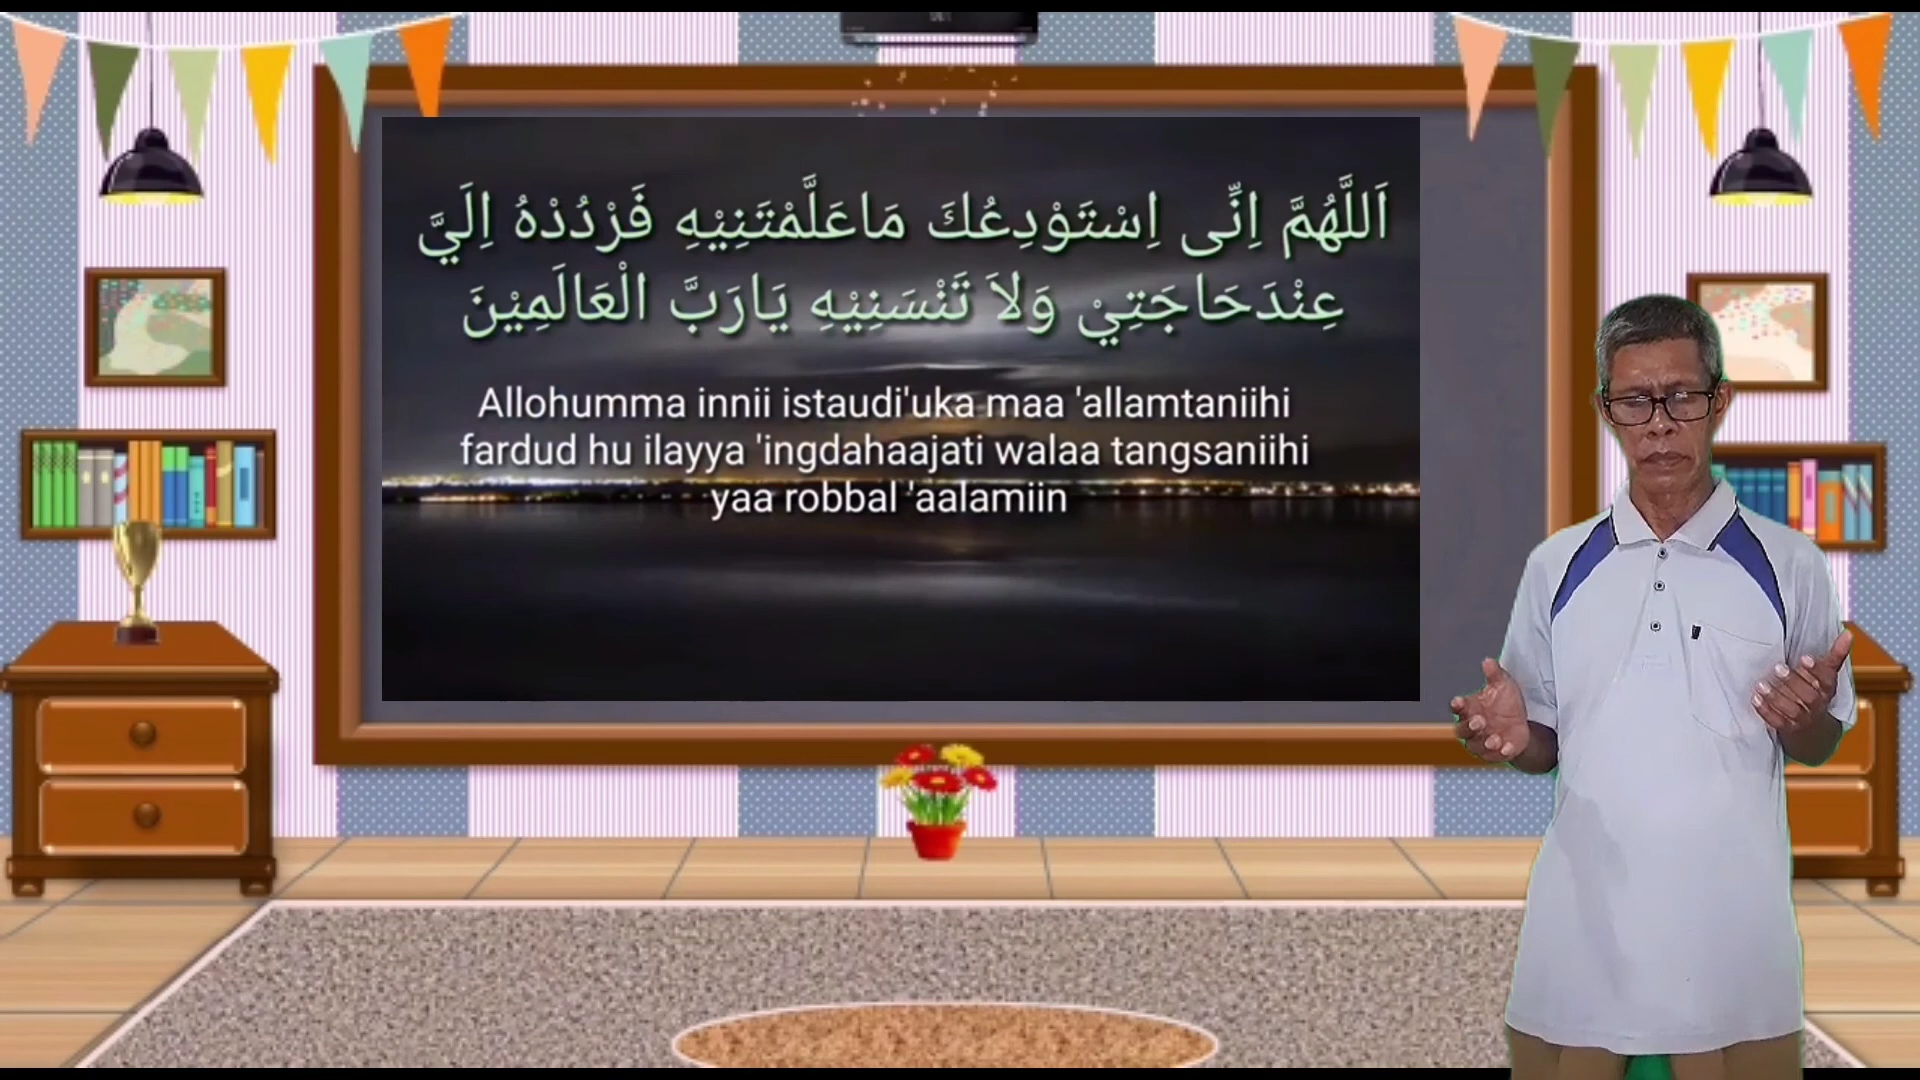 اَللَّهُمَّ اِنِّى اِسْتَوْدِعُكَ مَاعَلَّمْتَنِيْهِ فَرْدُدْهُ اِلَيَّ
عِنْدَحَاجَتِيْ وَلاَ تَنْسَنِيْهِ يَارَبَّ الْعَالَمِيْنَ
Allohumma innii istaudi'uka maa 'allamtaniihi
fardud hu ilayya 'ingdahaajati walaa tangsaniihi
yaa robbal 'aalamiin